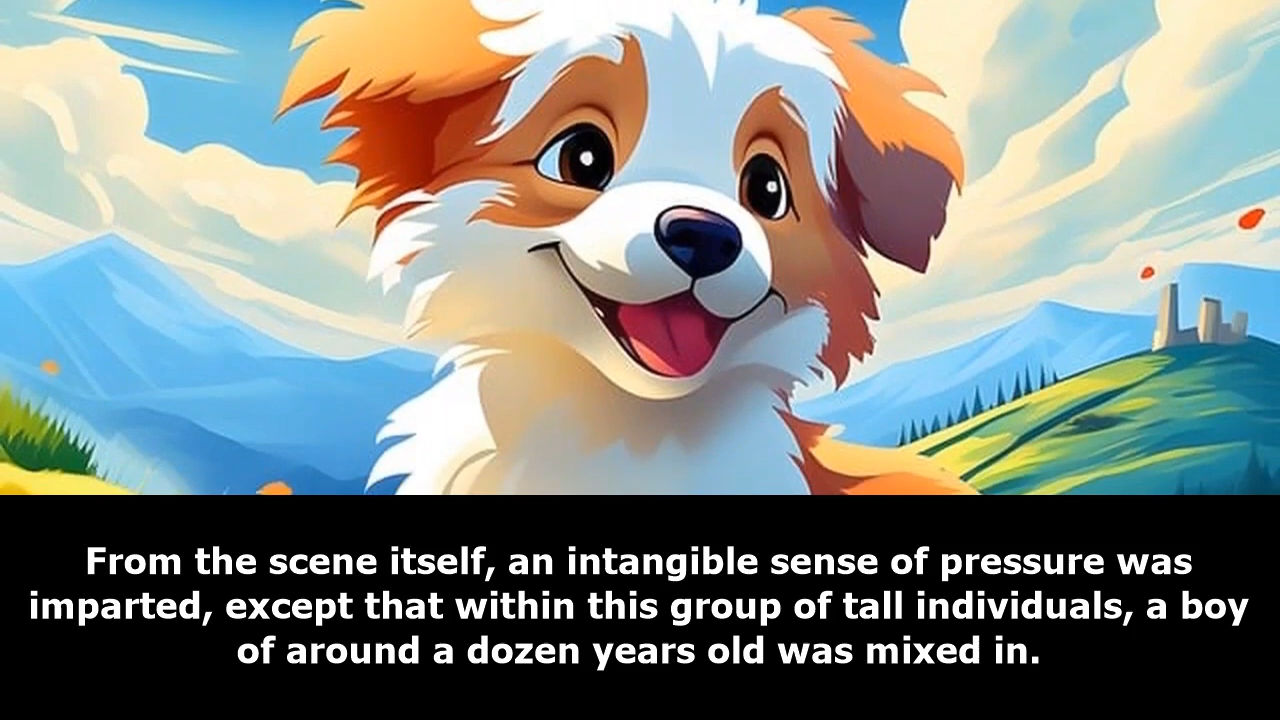 From the scene itself, an intangible sense of pressure was
imparted, except that within this group of tall individuals, a boy
of around a dozen years old was mixed in.